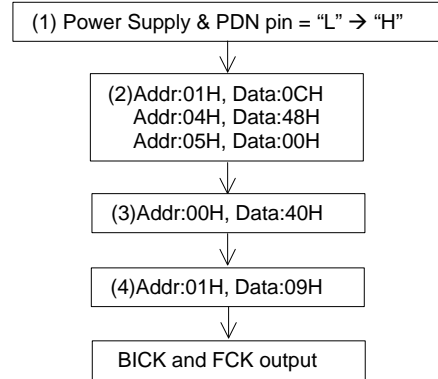 (1) Power Supply & PDN pin = “L” → “H”
(2)Addr:01H, Data:0CH
Addr:04H, Data:48H
Addr:05H, Data:00H
(3)Addr:00H, Data:40H
(4)Addr:01H, Data:09H
BICK and FCK output